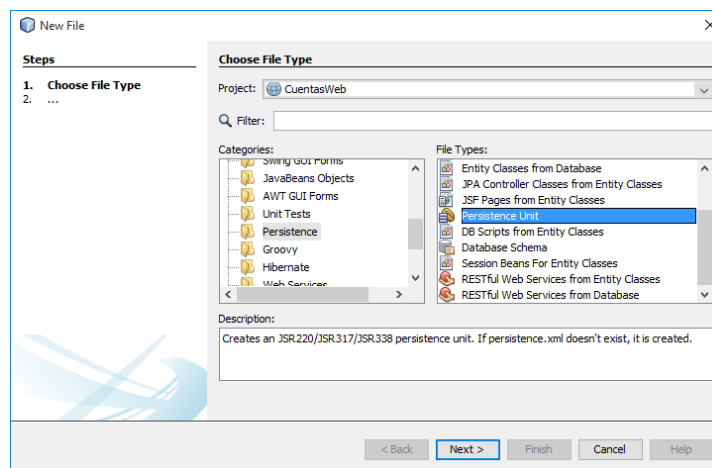 New File
Steps
1. Choose File Type
2. ...
Choose File Type
Project: CuentasWeb
Filter:
Categories:
Swing GUI Forms
JavaBeans Objects
AWT GUI Forms
Unit Tests
Persistence
Groovy
Hibernate
Web Services
File Types:
Entity Classes from Database
JPA Controller Classes from Entity Classes
JSF Pages from Entity Classes
Persistence Unit
DB Scripts from Entity Classes
Database Schema
Session Beans For Entity Classes
RESTful Web Services from Entity Classes
RESTful Web Services from Database
Description:
Creates an JSR220/JSR317/JSR338 persistence unit. If persistence.xml doesn't exist, it is created.
< Back Next > Finish Cancel Help